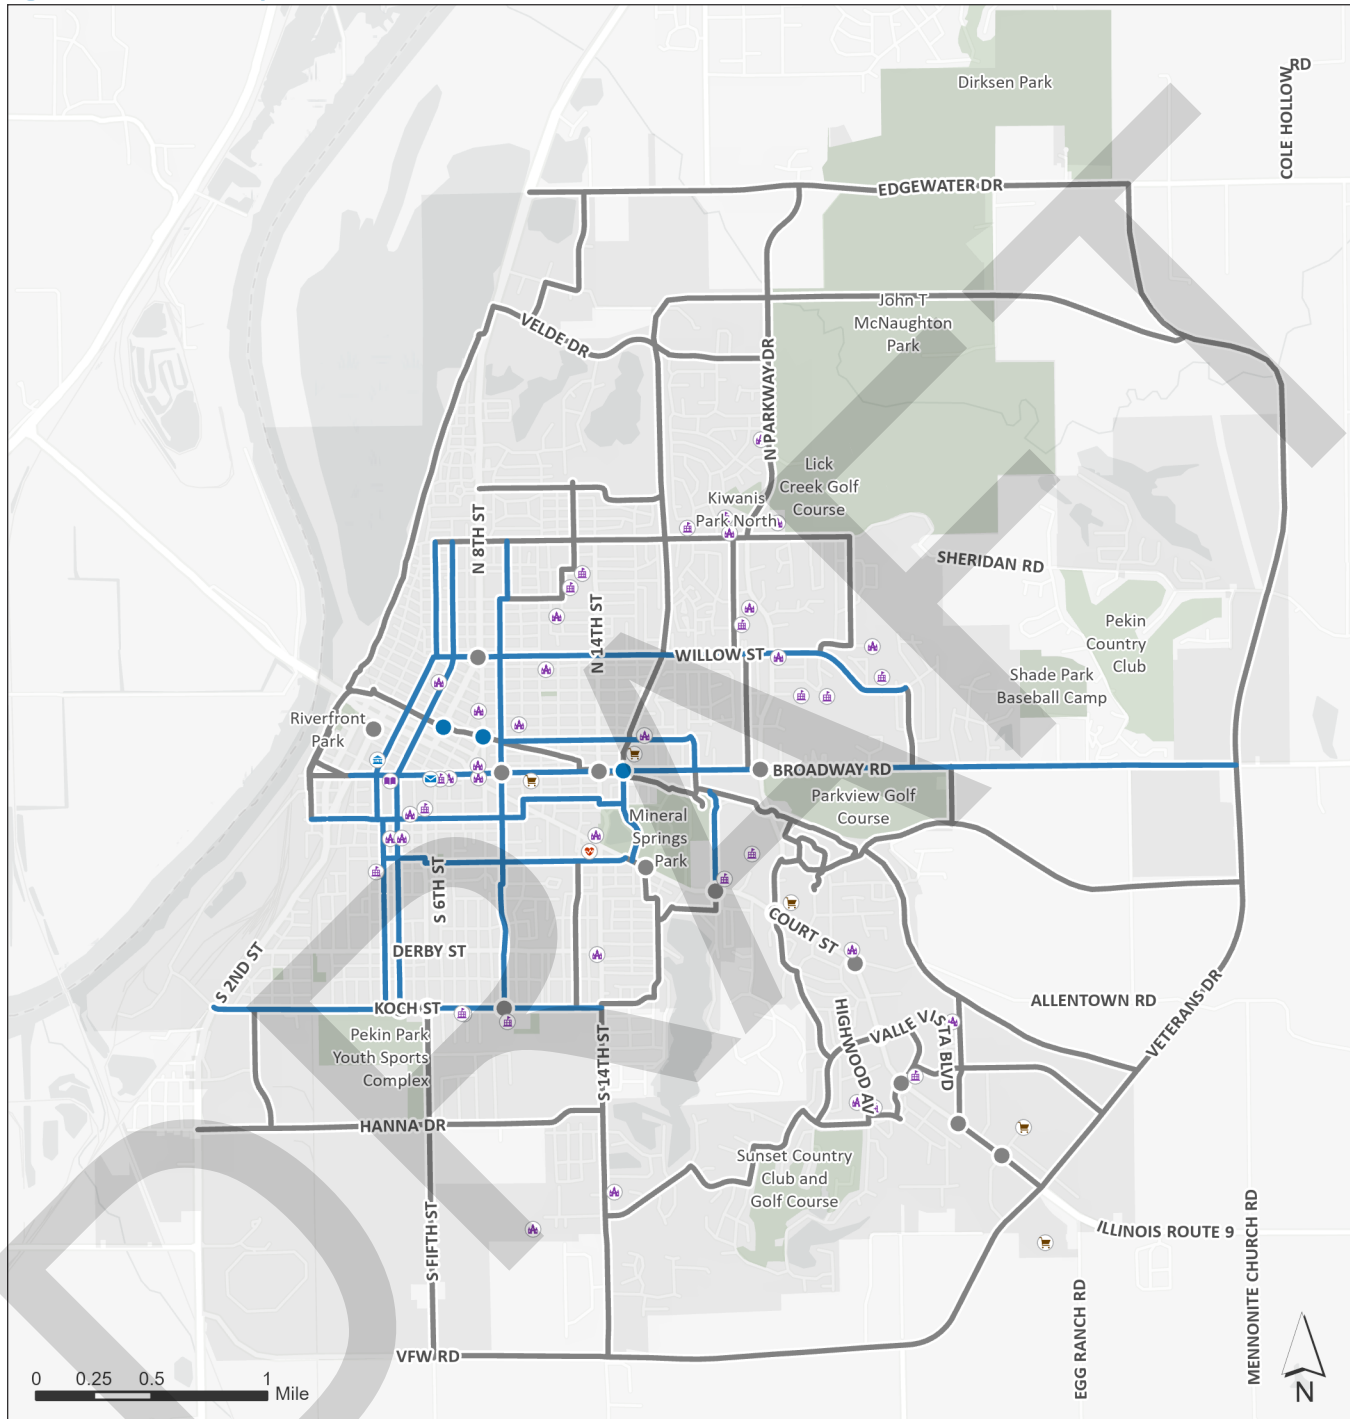 Dirksen Park
COLE HOLLOW RD
EDGEWATER DR
John T
McNaughton
Park
VELDE DR
N PARKWAY DR
Lick
Creek Golf
Course
Kiwanis
Park North
N 8TH ST
SHERIDAN RD
N 14TH ST
Pekin
Country
Club
WILLOW ST
Shade Park
Baseball Camp
Riverfront
Park
BROADWAY RD
Parkview Golf
Course
Mineral
Springs
Park
S 6TH ST
COURT ST
DERBY ST
S 2ND ST
ALLENTOWN RD
KOCH ST
VETERANS DR
HIGHWOOD AV
VALLE VISTA BLVD
Pekin Park
Youth Sports
Complex
S 14TH ST
HANNA DR
Sunset Country
Club and
Golf Course
S FIFTH ST
ILLINOIS ROUTE 9
MENNONITE CHURCH RD
EGG RANCH RD
VFW RD
0 0.25 0.5 1
Mile
N
DRAFT